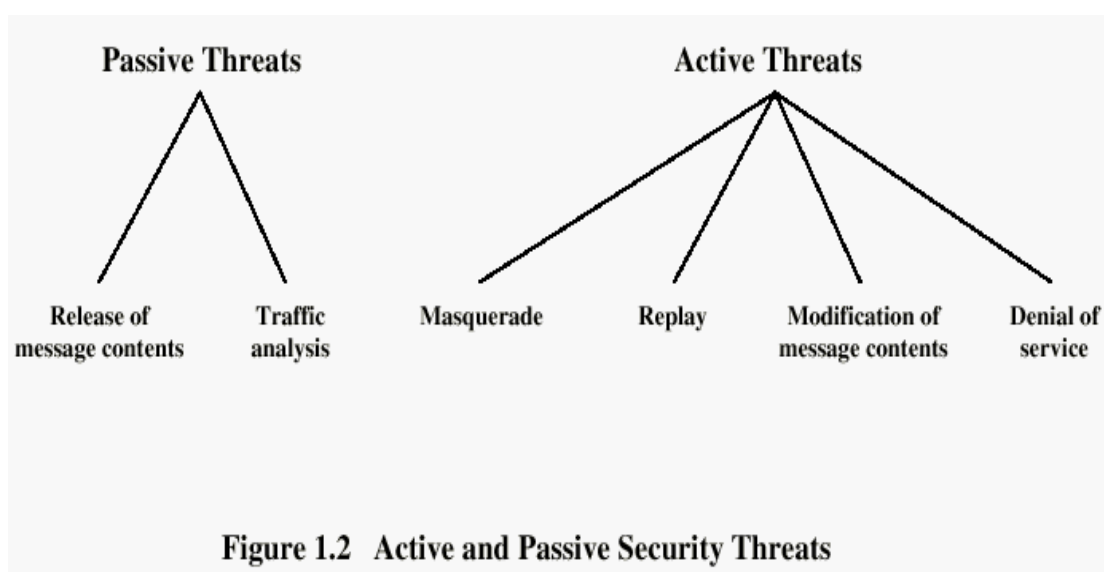 Passive Threats
Active Threats
Release of
message contents
Traffic
analysis
Masquerade
Replay
Modification of
message contents
Denial of
service
Figure 1.2 Active and Passive Security Threats